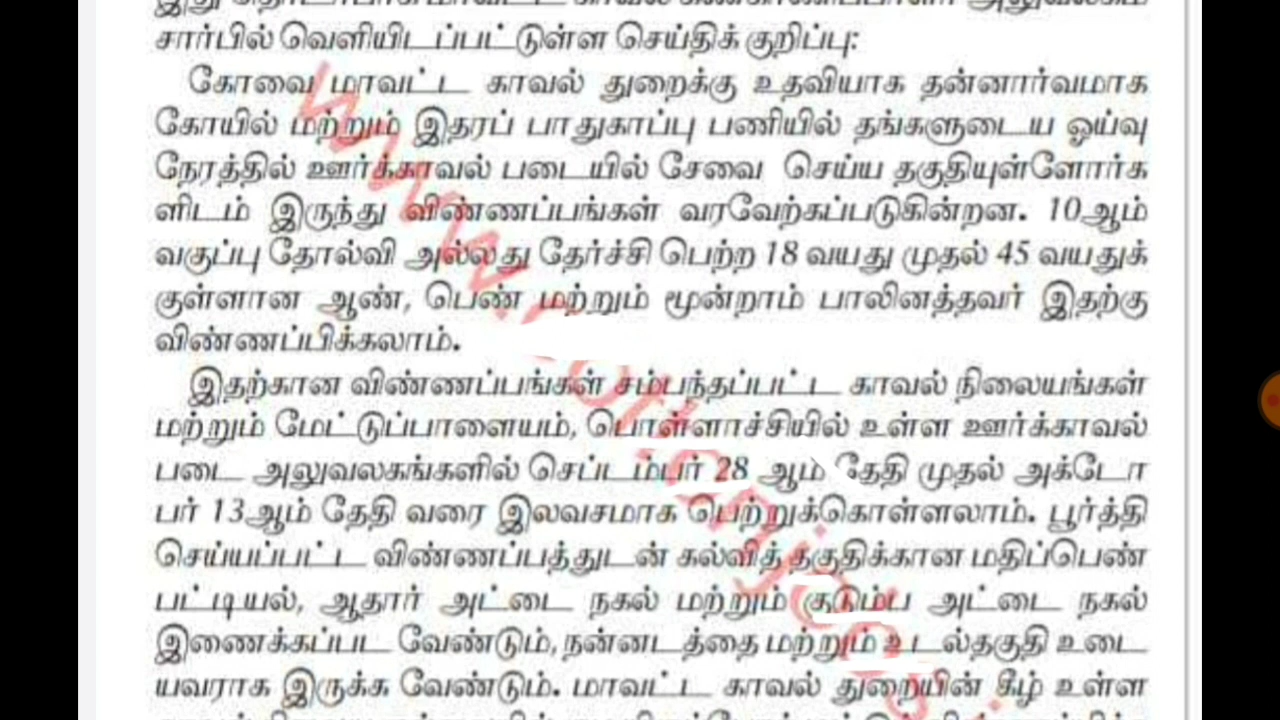 சார்பில் வெளியிடப்பட்டுள்ள செய்திக் குறிப்பு:
கோவை மாவட்ட காவல் துறைக்கு உதவியாக தன்னார்வமாக
கோயில் மற்றும் இதரப் பாதுகாப்பு பணியில் தங்களுடைய ஓய்வு
நேரத்தில் ஊர்க்காவல் படையில் சேவை செய்ய தகுதியுள்ளோர்க
ளிடம் இருந்து விண்ணப்பங்கள் வரவேற்கப்படுகின்றன. 10ஆம்
வகுப்பு தோல்வி அல்லது தேர்ச்சி பெற்ற 18 வயது முதல் 45 வயதுக்
குள்ளான ஆண், பெண் மற்றும் மூன்றாம் பாலினத்தவர் இதற்கு
விண்ணப்பிக்கலாம்.
இதற்கான விண்ணப்பங்கள் சம்பந்தப்பட்ட காவல் நிலையங்கள்
மற்றும் மேட்டுப்பாளையம், பொள்ளாச்சியில் உள்ள ஊர்க்காவல்
படை அலுவலகங்களில் செப்டம்பர் 28 ஆம் தேதி முதல் அக்டோ
பர் 13ஆம் தேதி வரை இலவசமாக பெற்றுக்கொள்ளலாம். பூர்த்தி
செய்யப்பட்ட விண்ணப்பத்துடன் கல்வித் தகுதிக்கான மதிப்பெண்
பட்டியல், ஆதார் அட்டை நகல் மற்றும் குடும்ப அட்டை நகல்
இணைக்கப்பட வேண்டும், நன்னடத்தை மற்றும் உடல்தகுதி உடை
யவராக இருக்க வேண்டும். மாவட்ட காவல் துறையின் கீழ் உள்ள